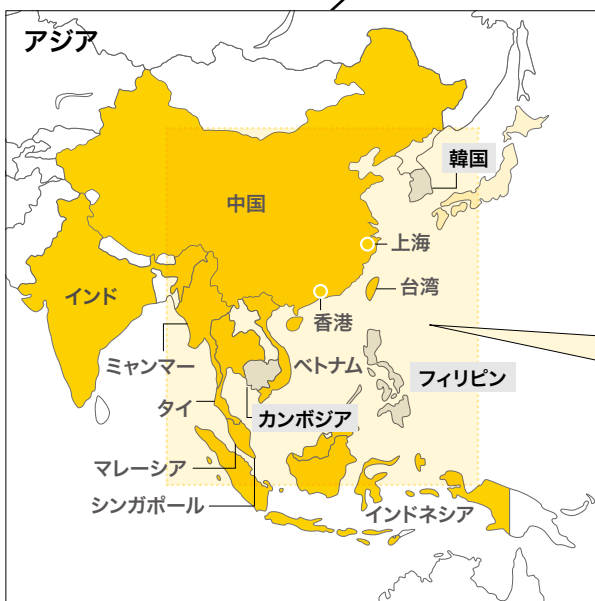 アジア
韓国
中国
上海
インド
台湾
香港
ミャンマー
ベトナム
フィリピン
タイ
カンボジア
マレーシア
シンガポール
インドネシア